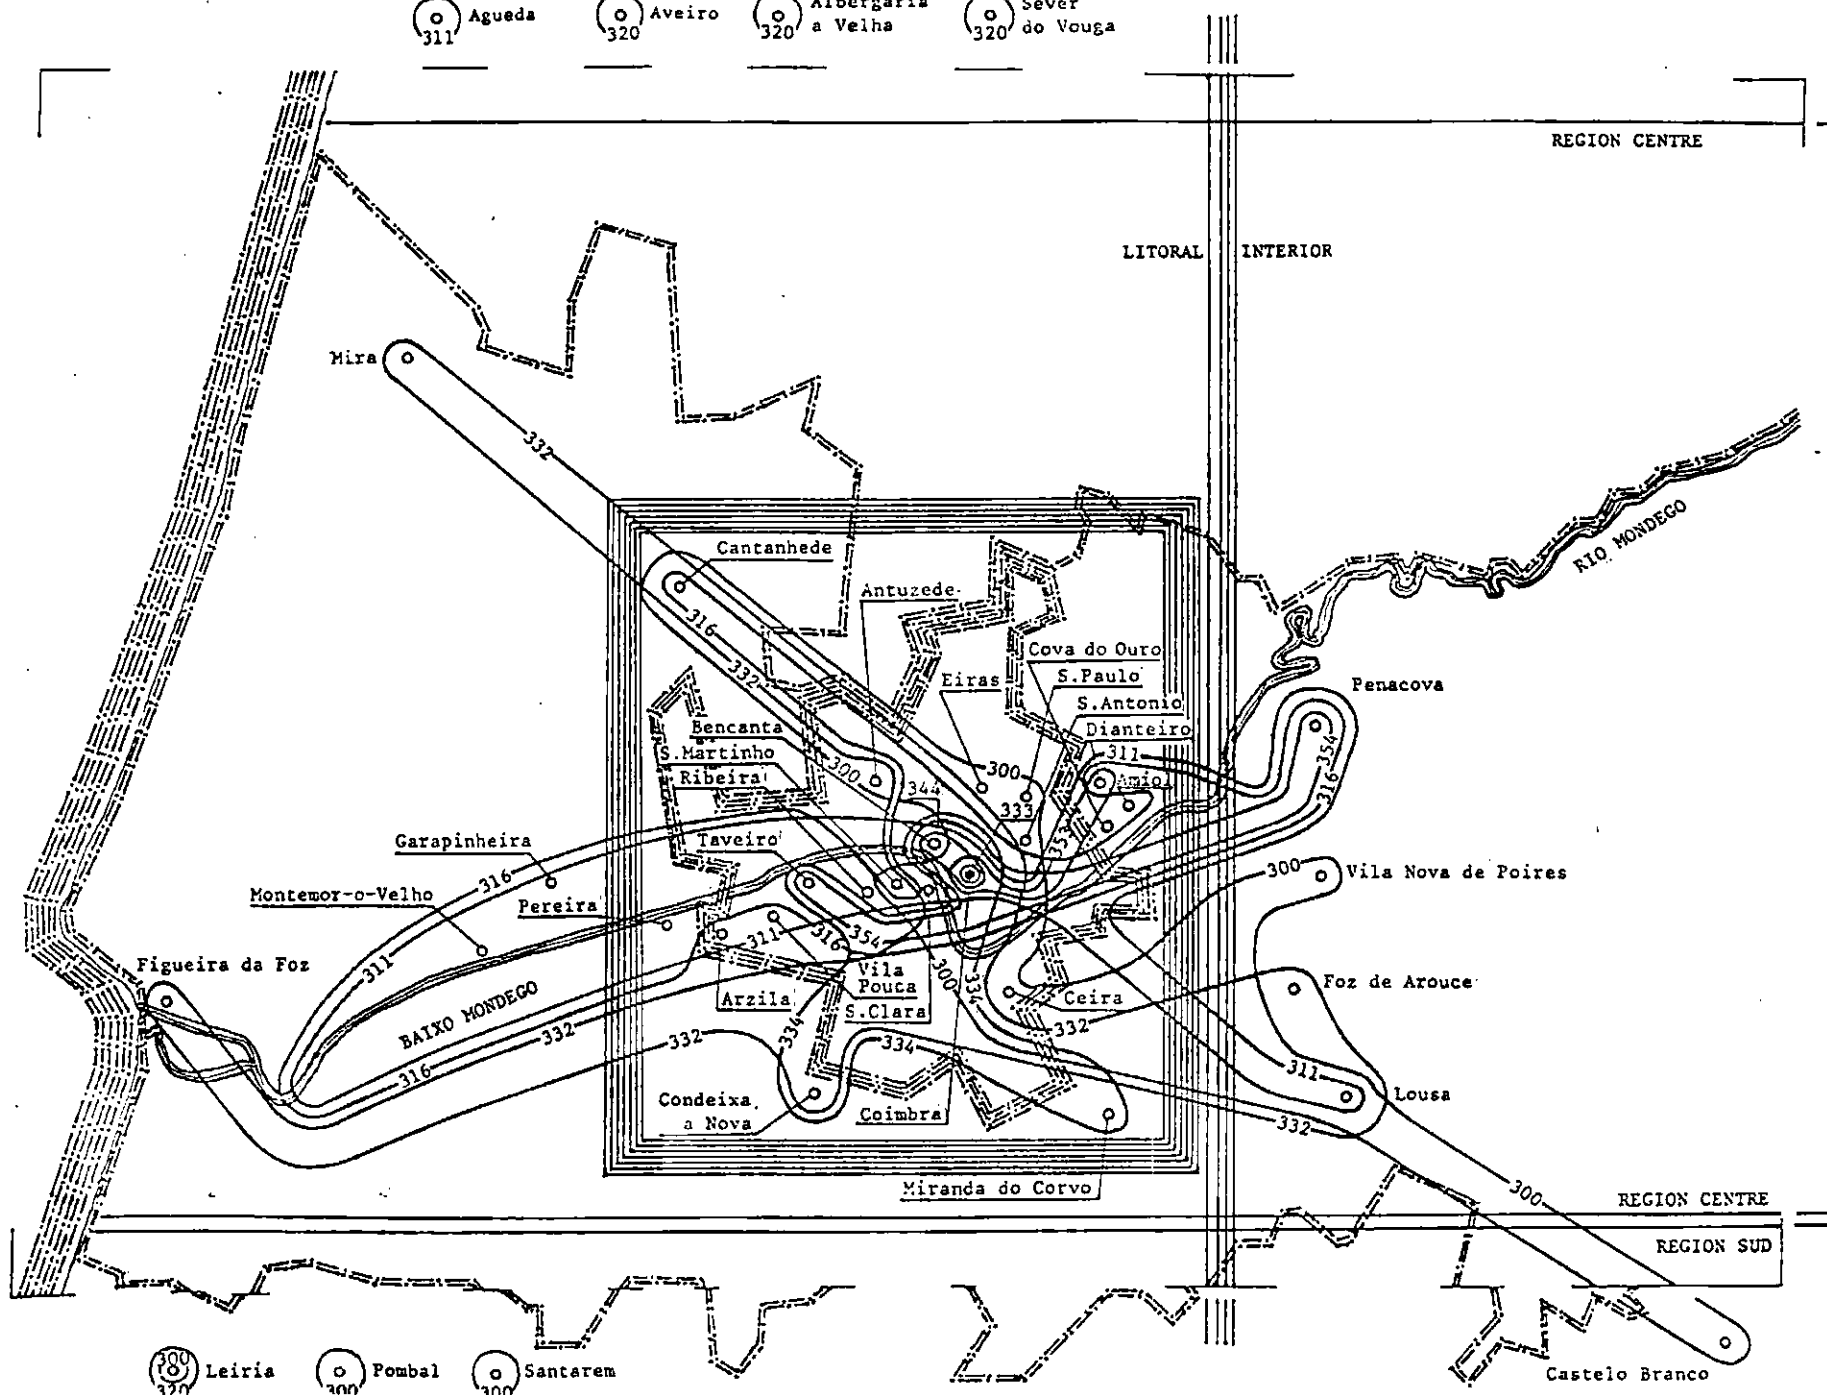 Agueda
311
Aveiro
320
Albergaria
a Velha
320
Sever
do Vouga
320
REGION CENTRE
LITORAL INTERIOR
Mira
332
RIO MONDEGO
Cantanhede
Antuzede
316
332
Cova do Ouro
Eiras
S.Paulo
S.Antonio
Dianteiro
Penacova
Bencanta
S.Martinho
Ribeira
300
344
300
333
311
Amiol
354
316
353
Garapinheira
Taveiro
316
Montemor-o-Velho
Pereira
300
Vila Nova de Poires
311
311
316
354
Figueira da Foz
Arzila
Vila
Pouca
S.Clara
300
334
Ceira
Foz de Arouce
BAIXO MONDEGO
332
316
332
334
334
332
311
Lousa
Condeixa
a Nova
Coimbra
332
Miranda do Corvo
300
REGION CENTRE
REGION SUD
300
320
Leiria
Pombal
300
Santarem
300
Castelo Branco